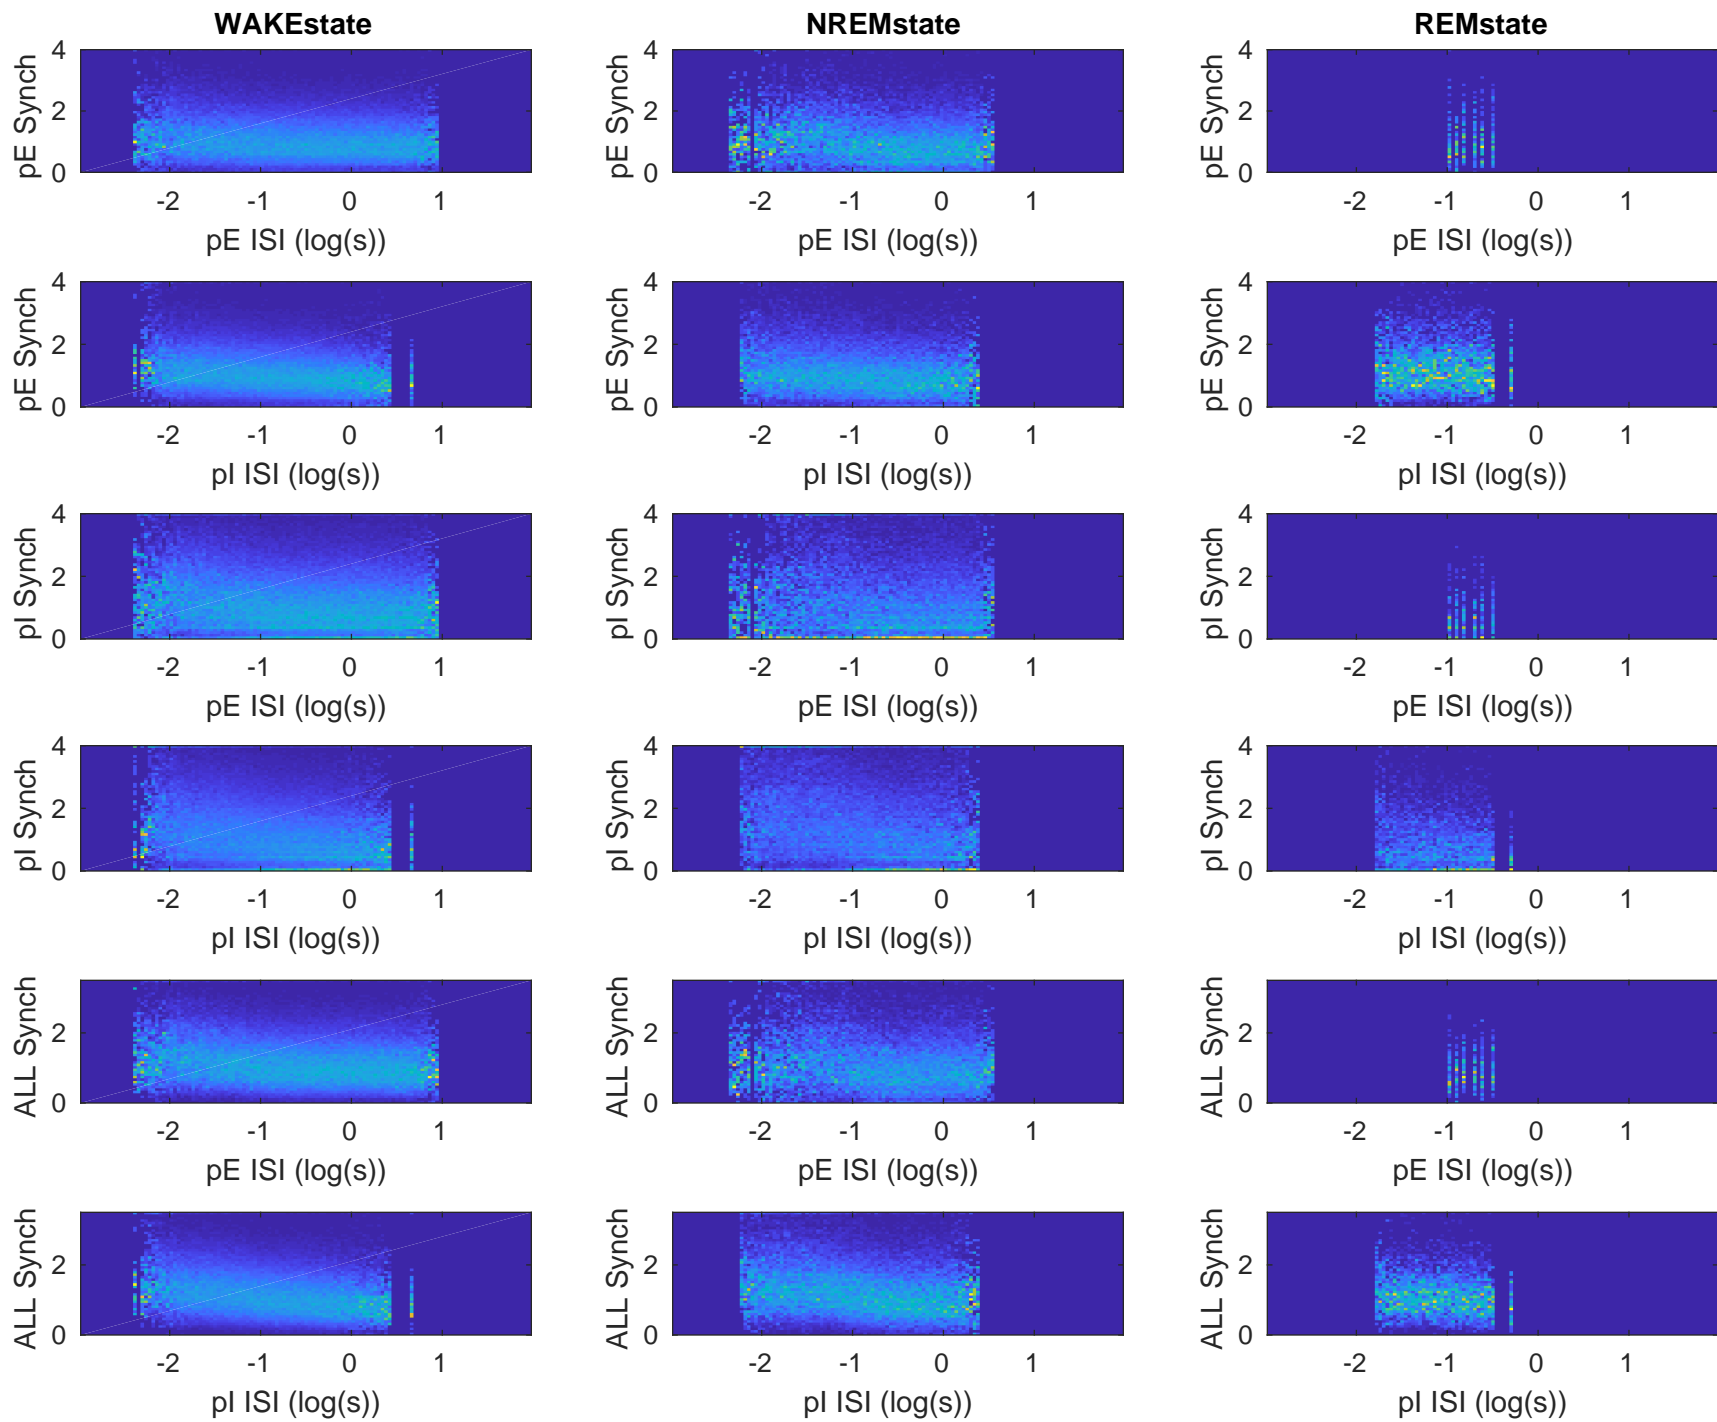 WAKEstate NREMstate REMstate
4 4 4
2 2 2
0 0 0
pE Synch pE Synch pE Synch
-2 -1 0 1 -2 -1 0 1 -2 -1 0 1
pE ISI (log(s)) pE ISI (log(s)) pE ISI (log(s))
4 4 4
2 2 2
0 0 0
pE Synch pE Synch pE Synch
-2 -1 0 1 -2 -1 0 1 -2 -1 0 1
pI ISI (log(s)) pI ISI (log(s)) pI ISI (log(s))
4 4 4
2 2 2
0 0 0
pI Synch pI Synch pI Synch
-2 -1 0 1 -2 -1 0 1 -2 -1 0 1
pE ISI (log(s)) pE ISI (log(s)) pE ISI (log(s))
4 4 4
2 2 2
0 0 0
pI Synch pI Synch pI Synch
-2 -1 0 1 -2 -1 0 1 -2 -1 0 1
pI ISI (log(s)) pI ISI (log(s)) pI ISI (log(s))
2 2 2
0 0 0
ALL Synch ALL Synch ALL Synch
-2 -1 0 1 -2 -1 0 1 -2 -1 0 1
pE ISI (log(s)) pE ISI (log(s)) pE ISI (log(s))
2 2 2
0 0 0
ALL Synch ALL Synch ALL Synch
-2 -1 0 1 -2 -1 0 1 -2 -1 0 1
pI ISI (log(s)) pI ISI (log(s)) pI ISI (log(s))